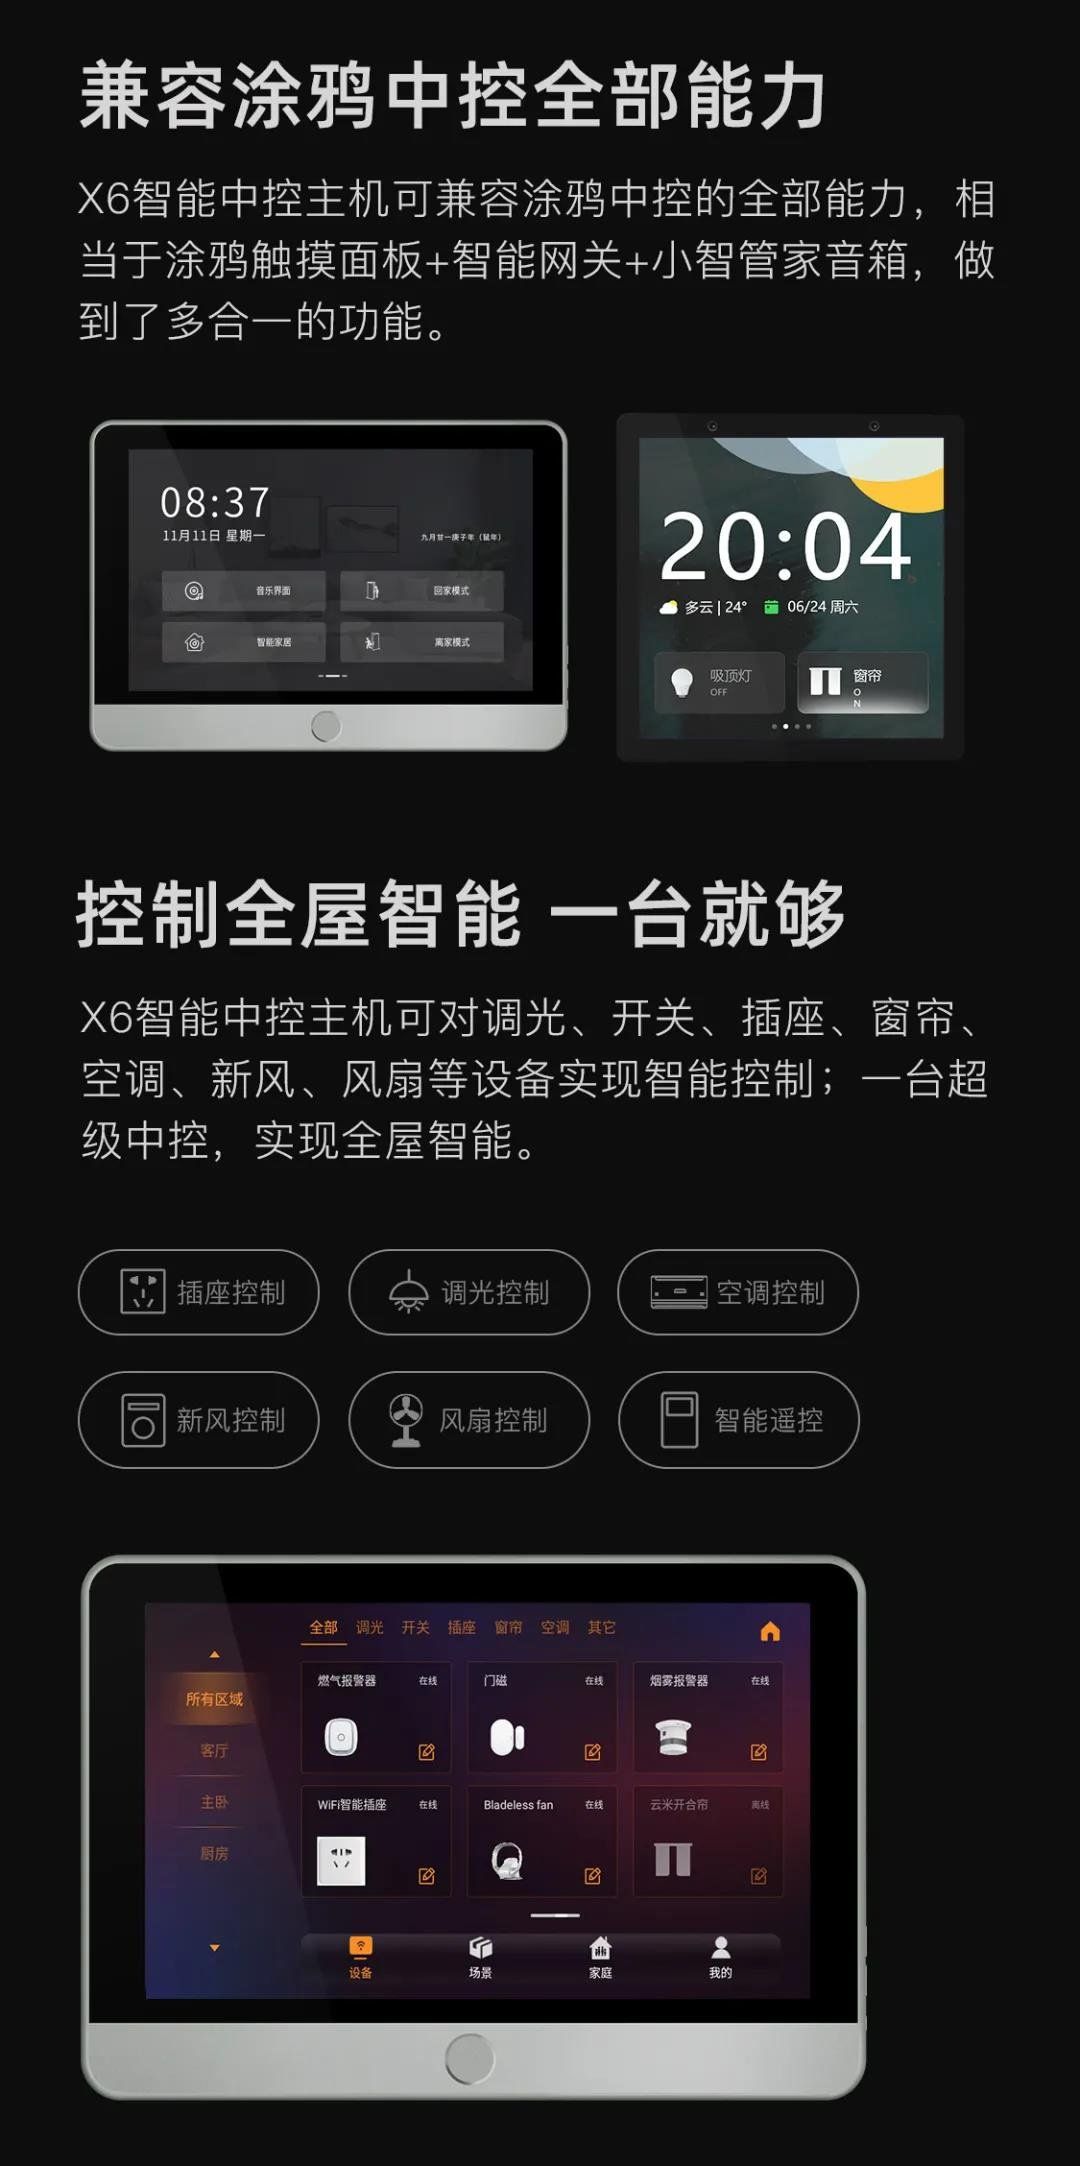 兼容涂鸦中控全部能力
X6智能中控主机可兼容涂鸦中控的全部能力，相
当于涂鸦触摸面板+智能网关+小智管家音箱，做
到了多合一的功能。
08:37
11月11日 星期一
九月廿一庚子年（鼠年）
音乐界面
回家模式
智能家居
离家模式
20:04
多云 | 24° 06/24 周六
吸顶灯
OFF
窗帘
O
N
控制全屋智能 一台就够
X6智能中控主机可对调光、开关、插座、窗帘、
空调、新风、风扇等设备实现智能控制；一台超
级中控，实现全屋智能。
插座控制 调光控制 空调控制
新风控制 风扇控制 智能遥控
全部 调光 开关 插座 窗帘 空调 其它
所有区域
客厅
主卧
厨房
燃气报警器 在线
门磁 在线
烟雾报警器 在线
WiFi智能插座 在线
Bladeless fan 在线
云米开合帘 离线
设备 场景 家庭 我的